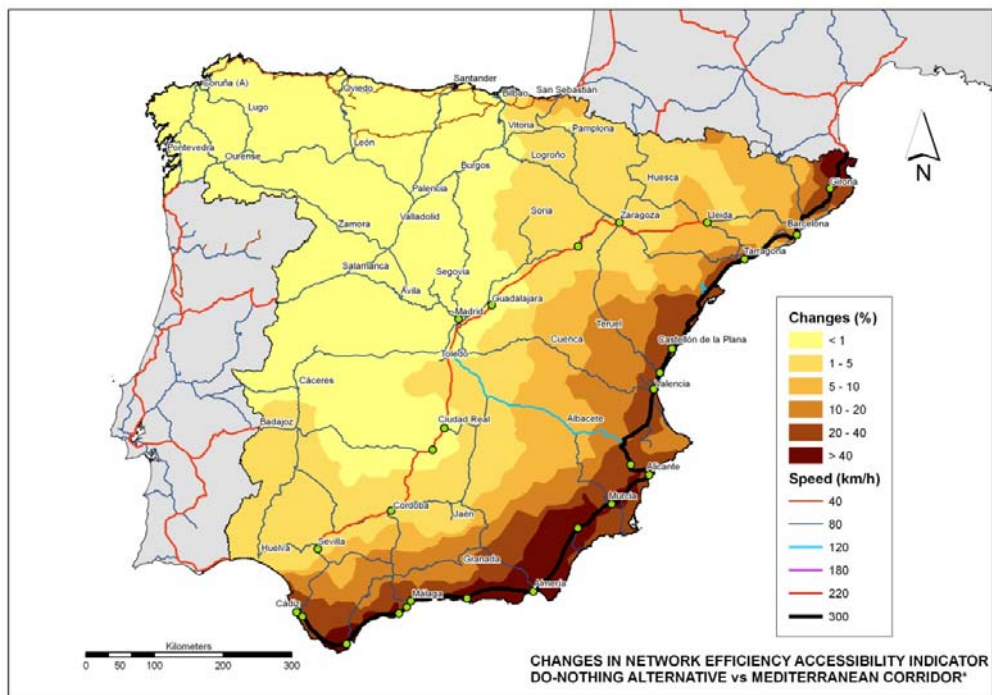 Coruña (A)
Oviedo
Santander
Bilbao
San Sebastián
Lugo
Vitoria
Pamplona
Pontevedra
Ourense
León
Logroño
Burgos
Huesca
Girona
Palencia
Zamora
Valladolid
Soria
Zaragoza
Lleida
Barcelona
Tarragona
Salamanca
Segovia
Ávila
Guadalajara
Madrid
Teruel
Cuenca
Castellón de la Plana
Toledo
Cáceres
Valencia
Badajoz
Ciudad Real
Albacete
Alicante
Murcia
Córdoba
Jaén
Huelva
Sevilla
Granada
Almería
Málaga
Cádiz
N
Changes (%)
< 1
1 - 5
5 - 10
10 - 20
20 - 40
> 40
Speed (km/h)
40
80
120
180
220
300
Kilometers
0 50 100 200 300
CHANGES IN NETWORK EFFICIENCY ACCESSIBILITY INDICATOR
DO-NOTHING ALTERNATIVE vs MEDITERRANEAN CORRIDOR*